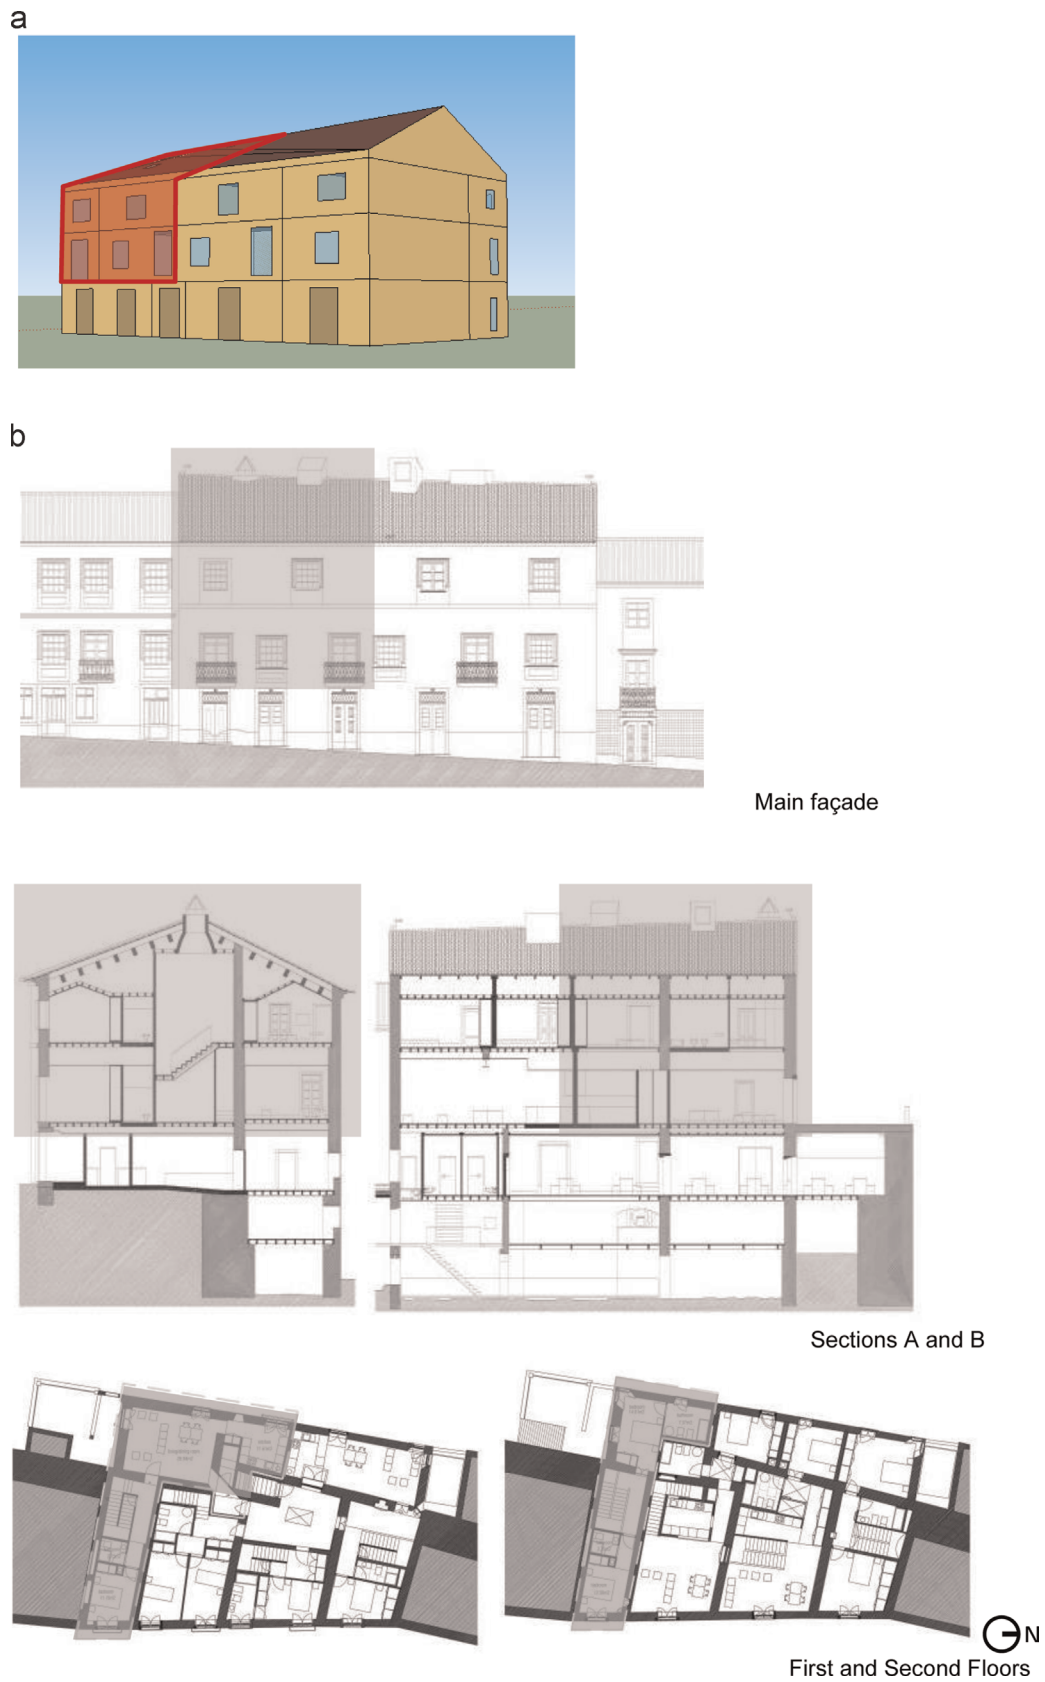 a
b
Main façade
Sections A and B
N
First and Second Floors